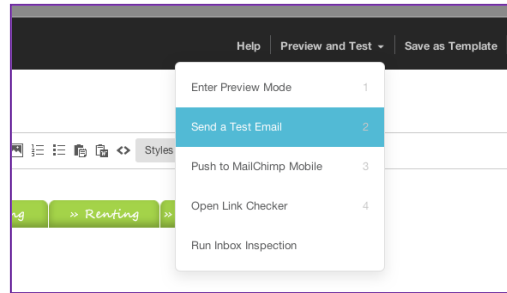 Help Preview and Test Save as Template
Enter Preview Mode 1
Send a Test Email 2
Styles
Push to MailChimp Mobile 3
Open Link Checker 4
» Renting »
Run Inbox Inspection